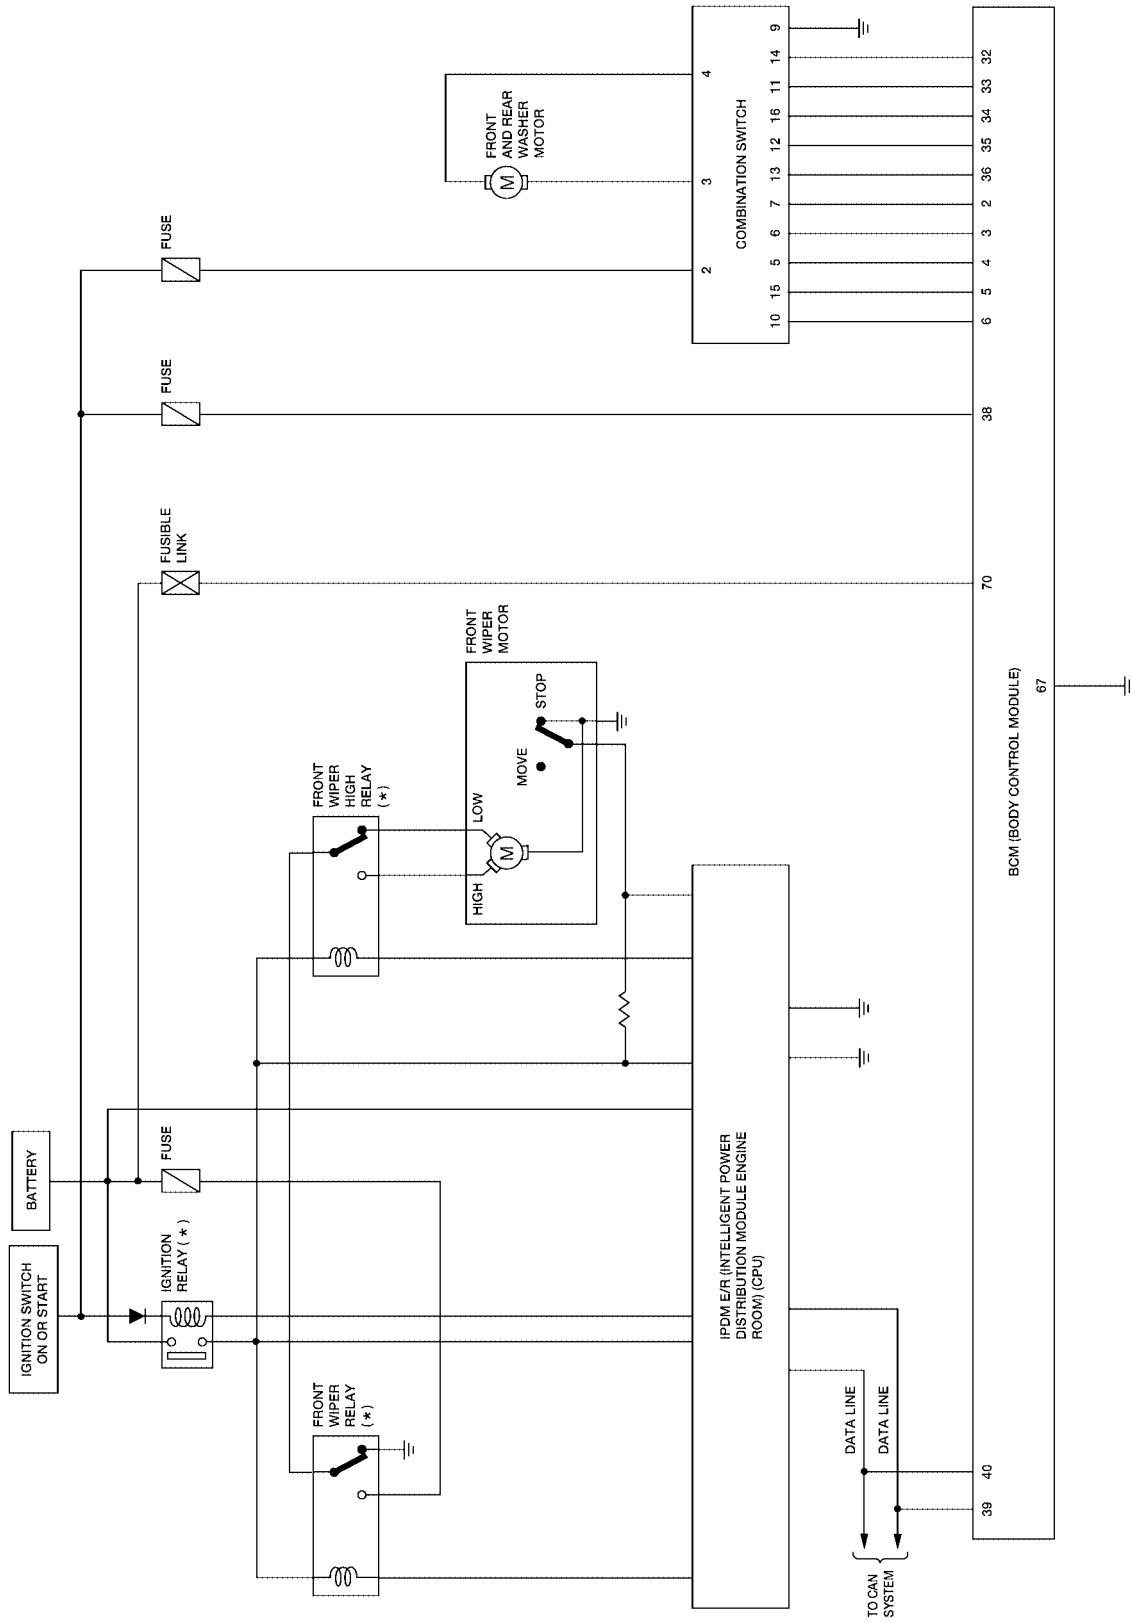 IGNITION SWITCH
ON OR START
BATTERY
FUSE
FUSE
FUSIBLE
LINK
FUSE
IGNITION
RELAY (*)
FRONT
WIPER
RELAY
(*)
FRONT
WIPER
HIGH
RELAY
(*)
FRONT
WIPER
MOTOR
LOW
HIGH
M
MOVE
STOP
FRONT
AND REAR
WASHER
MOTOR
M
2
3
4
COMBINATION SWITCH
10
15
5
6
7
13
12
16
11
14
9
IPDM E/R (INTELLIGENT POWER
DISTRIBUTION MODULE ENGINE
ROOM) (CPU)
DATA LINE
DATA LINE
TO CAN
SYSTEM
39
40
70
38
6
5
4
3
2
36
35
34
33
32
BCM (BODY CONTROL MODULE)
67